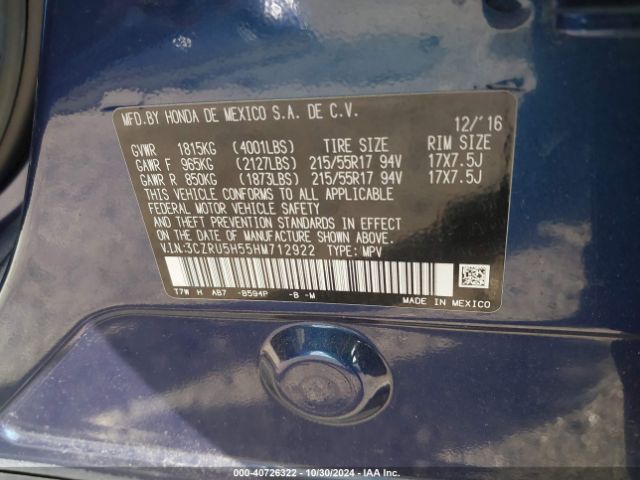 MFD.BY HONDA DE MEXICO S.A. DE C.V.
12/'16
GVWR 1815KG (4001LBS) TIRE SIZE RIM SIZE
GAWR F 965KG (2127LBS) 215/55R17 94V 17X7.5J
GAWR R 850KG (1873LBS) 215/55R17 94V 17X7.5J
THIS VEHICLE CONFORMS TO ALL APPLICABLE
FEDERAL MOTOR VEHICLE SAFETY
AND THEFT PREVENTION STANDARDS IN EFFECT
ON THE DATE OF MANUFACTURE SHOWN ABOVE.
V.I.N:3CZRU5H55HM712922 TYPE: MPV
T7W H AB7 -B594P -B -M
MADE IN MEXICO
000-40726322 - 10/30/2024 - IAA Inc.